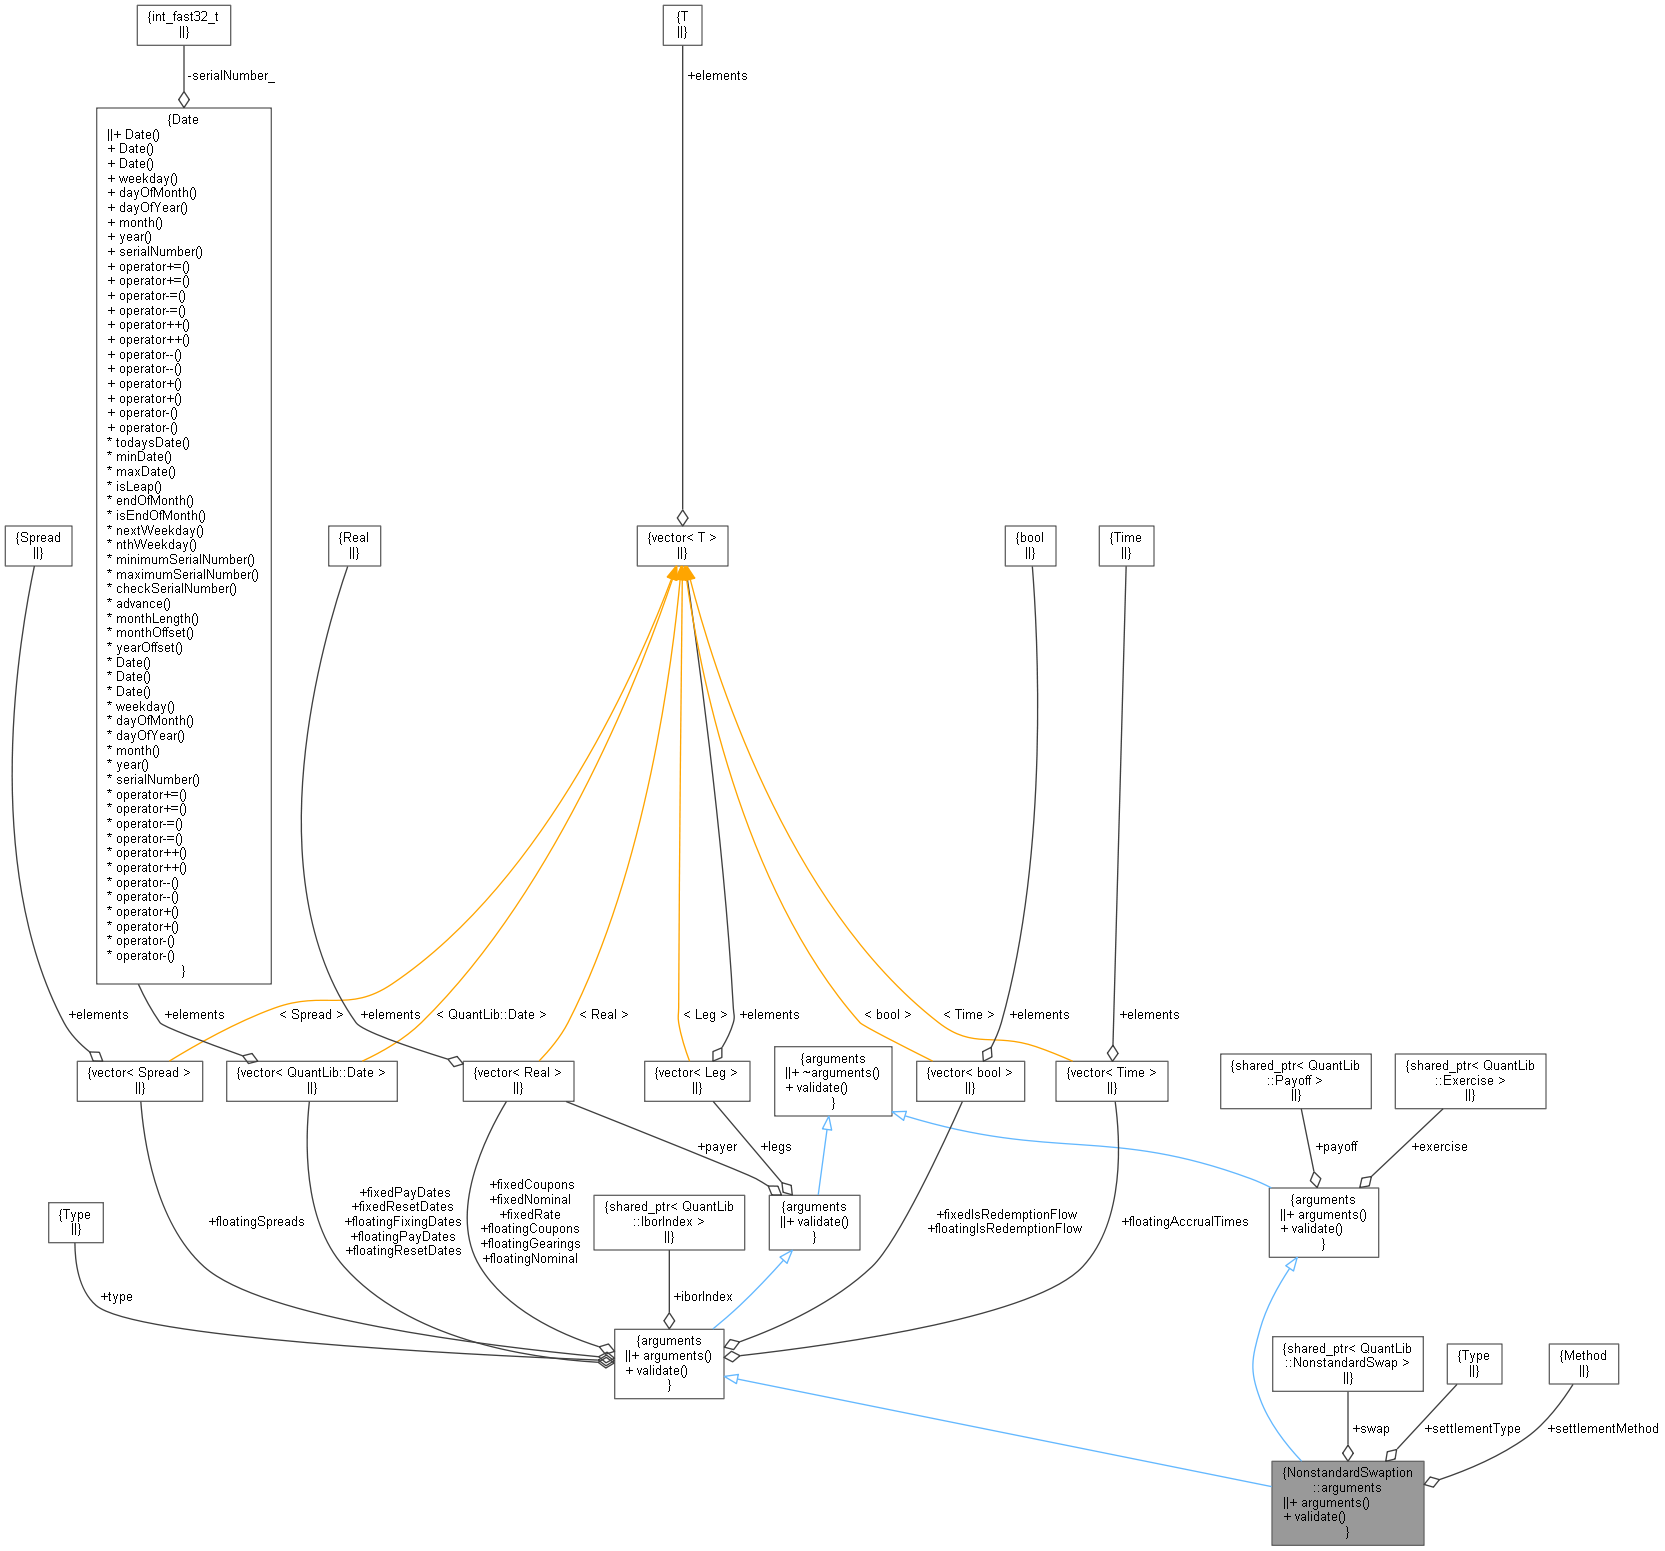 {int_fast32_t
||}
{T
||}
-serialNumber_
+elements
{Date
||+ Date()
+ Date()
+ Date()
+ weekday()
+ dayOfMonth()
+ dayOfYear()
+ month()
+ year()
+ serialNumber()
+ operator+=()
+ operator+=()
+ operator-=()
+ operator-=()
+ operator++()
+ operator++()
+ operator--()
+ operator--()
+ operator+()
+ operator+()
+ operator-()
+ operator-()
* todaysDate()
* minDate()
* maxDate()
* isLeap()
* endOfMonth()
* isEndOfMonth()
* nextWeekday()
* nthWeekday()
* minimumSerialNumber()
* maximumSerialNumber()
* checkSerialNumber()
* advance()
* monthLength()
* monthOffset()
* yearOffset()
* Date()
* Date()
* Date()
* weekday()
* dayOfMonth()
* dayOfYear()
* month()
* year()
* serialNumber()
* operator+=()
* operator+=()
* operator-=()
* operator-=()
* operator++()
* operator++()
* operator--()
* operator--()
* operator+()
* operator+()
* operator-()
* operator-()
}
{Spread
||}
{Real
||}
{vector< T >
||}
{bool
||}
{Time
||}
+elements
+elements
< Spread >
+elements
< QuantLib::Date >
< Real >
< Leg >
+elements
< bool >
< Time >
+elements
+elements
{vector< Spread >
||}
{vector< QuantLib::Date >
||}
{vector< Real >
||}
{vector< Leg >
||}
{arguments
||+ ~arguments()
+ validate()
}
{vector< bool >
||}
{vector< Time >
||}
{shared_ptr< QuantLib
::Payoff >
||}
{shared_ptr< QuantLib
::Exercise >
||}
+payer
+legs
+payoff
+exercise
{Type
||}
+floatingSpreads
+fixedPayDates
+fixedResetDates
+floatingFixingDates
+floatingPayDates
+floatingResetDates
+fixedCoupons
+fixedNominal
+fixedRate
+floatingCoupons
+floatingGearings
+floatingNominal
{shared_ptr< QuantLib
::IborIndex >
||}
{arguments
||+ validate()
}
+fixedIsRedemptionFlow
+floatingIsRedemptionFlow
+floatingAccrualTimes
{arguments
||+ arguments()
+ validate()
}
+type
+iborIndex
{arguments
||+ arguments()
+ validate()
}
{shared_ptr< QuantLib
::NonstandardSwap >
||}
{Type
||}
{Method
||}
+swap
+settlementType
+settlementMethod
{NonstandardSwaption
::arguments
||+ arguments()
+ validate()
}